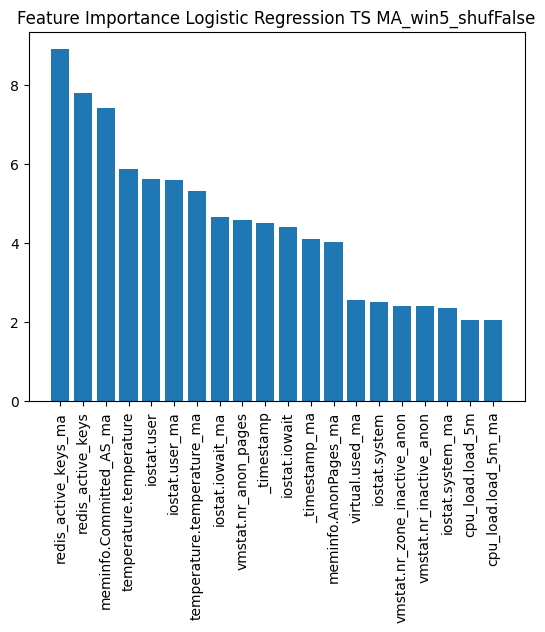 Feature Importance Logistic Regression TS MA_win5_shufFalse
8
6
4
2
0
redis_active_keys_ma
redis_active_keys
meminfo.Committed_AS_ma
temperature.temperature
iostat.user
iostat.user_ma
temperature.temperature_ma
iostat.iowait_ma
vmstat.nr_anon_pages
_timestamp
iostat.iowait
_timestamp_ma
meminfo.AnonPages_ma
virtual.used_ma
iostat.system
vmstat.nr_zone_inactive_anon
vmstat.nr_inactive_anon
iostat.system_ma
cpu_load.load_5m
cpu_load.load_5m_ma